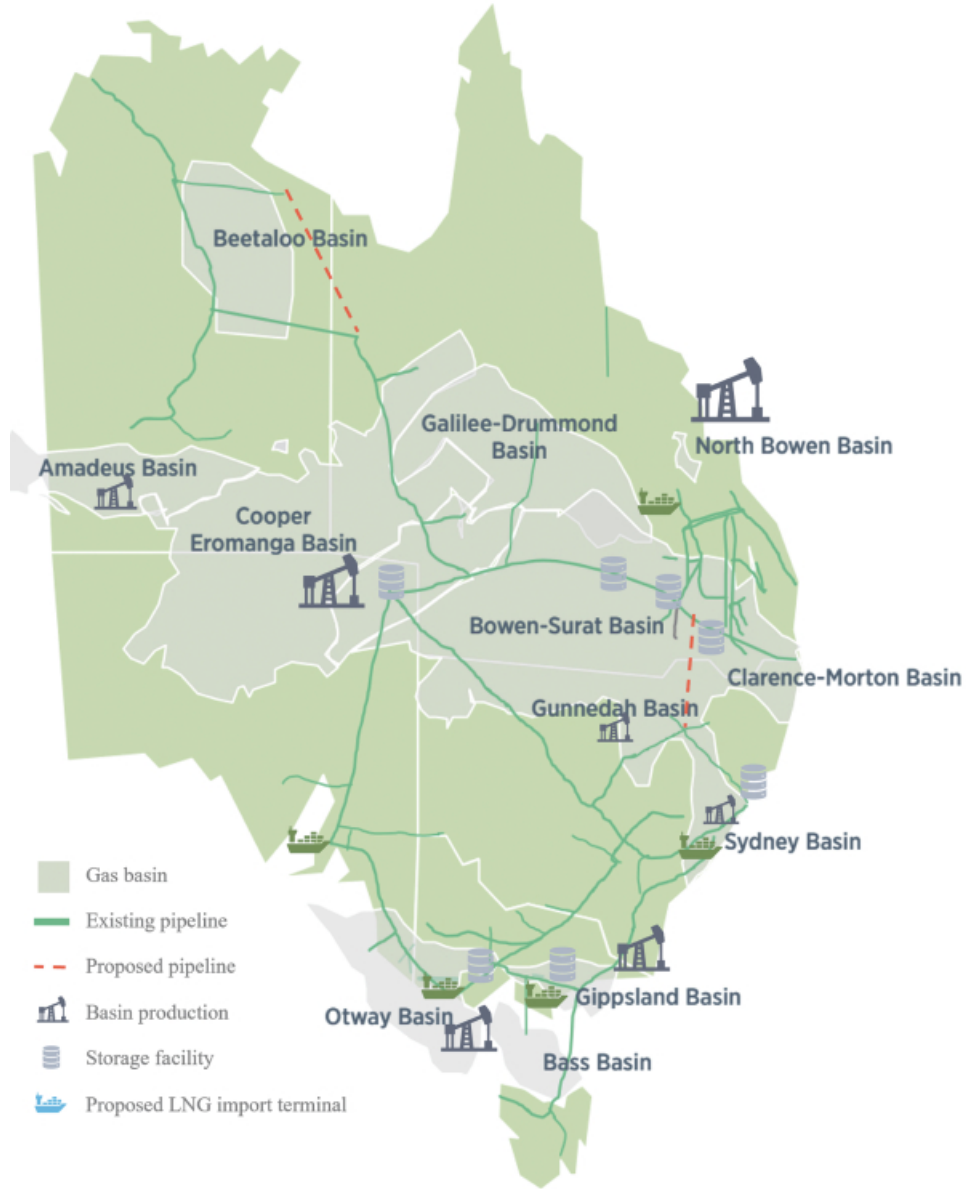 Beetaloo Basin
Galilee-Drummond
Basin
North Bowen Basin
Amadeus Basin
Cooper
Eromanga Basin
Bowen-Surat Basin
Clarence-Morton Basin
Gunnedah Basin
Sydney Basin
Gas basin
Existing pipeline
Proposed pipeline
Basin production
Storage facility
Proposed LNG import terminal
Gippsland Basin
Otway Basin
Bass Basin